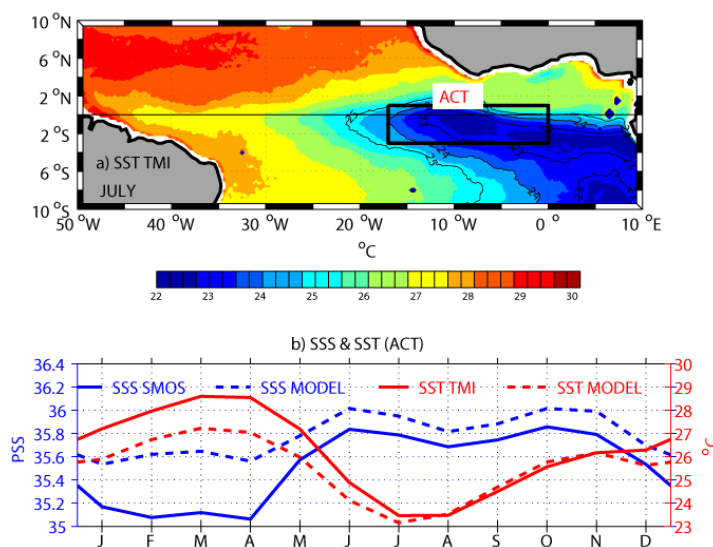 10 °N
6 °N
2 °N
2 °S
6 °S
10 °S
ACT
a) SST TMI
JULY
50 °W 40 °W 30 °W 20 °W 10 °W 0 ° 10 °E
°C
22 23 24 25 26 27 28 29 30
b) SSS & SST (ACT)
36.4 30
36.2 SSS SMOS SSS MODEL SST TMI SST MODEL 29
36 28
35.8 27
PSS °C
35.6 26
35.4 25
35.2 24
35 23
J F M A M J J A S O N D